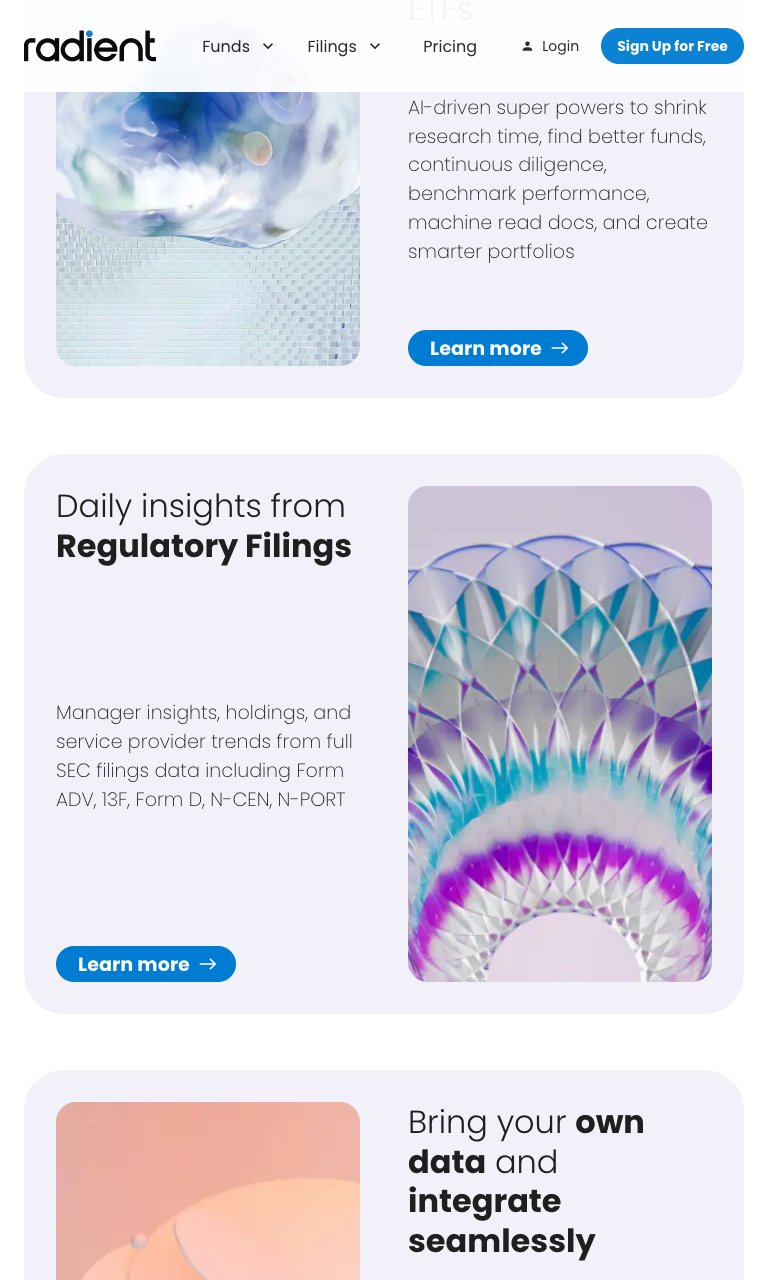 ETFs
radient
Funds
Filings
Pricing
Login
Sign Up for Free
AI-driven super powers to shrink
research time, find better funds,
continuous diligence,
benchmark performance,
machine read docs, and create
smarter portfolios
Learn more
Daily insights from
Regulatory Filings
Manager insights, holdings, and
service provider trends from full
SEC filings data including Form
ADV, 13F, Form D, N-CEN, N-PORT
Learn more
Bring your own
data and
integrate
seamlessly